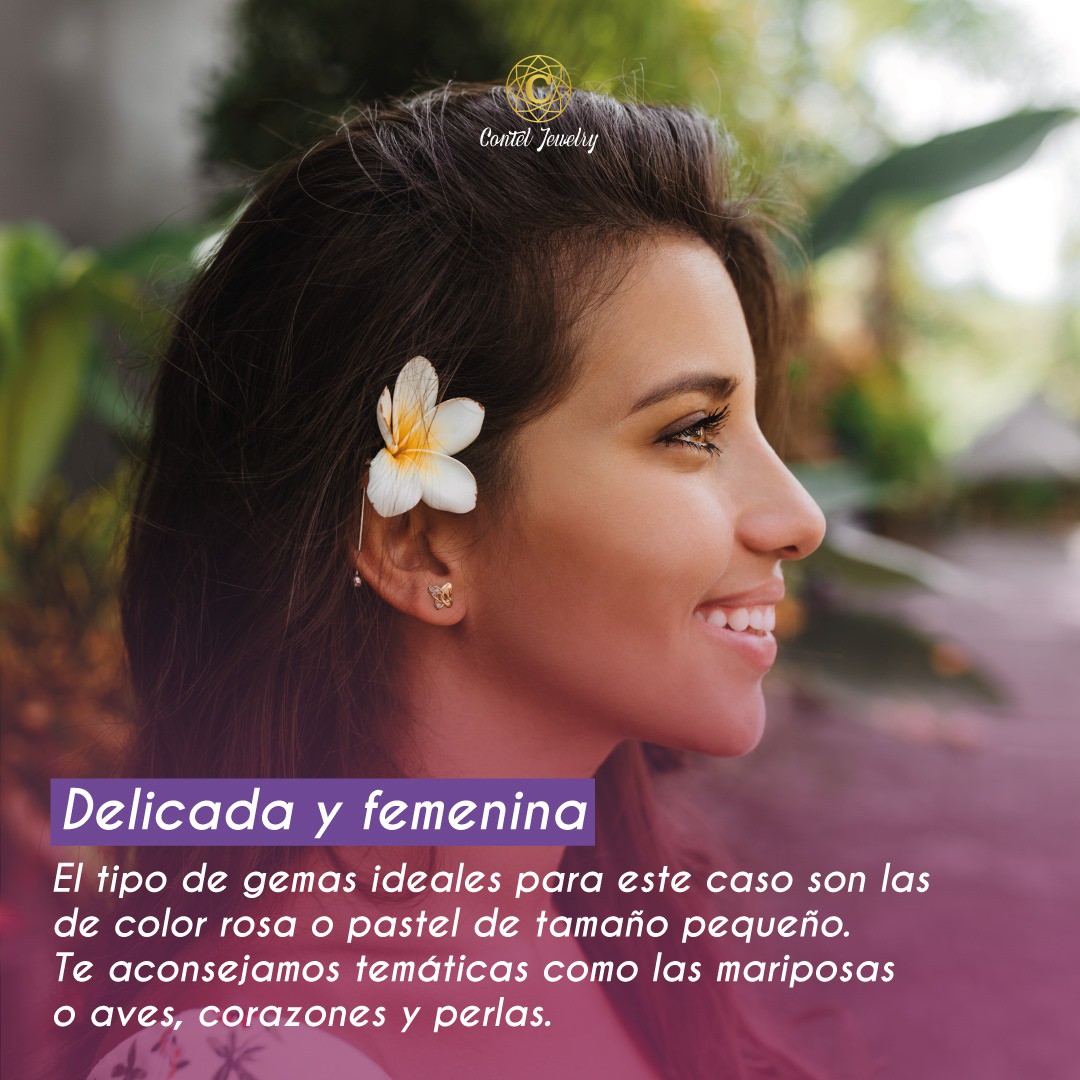 C
Contel Jewelry
Delicada y femenina
El tipo de gemas ideales para este caso son las
de color rosa o pastel de tamaño pequeño.
Te aconsejamos temáticas como las mariposas
o aves, corazones y perlas.